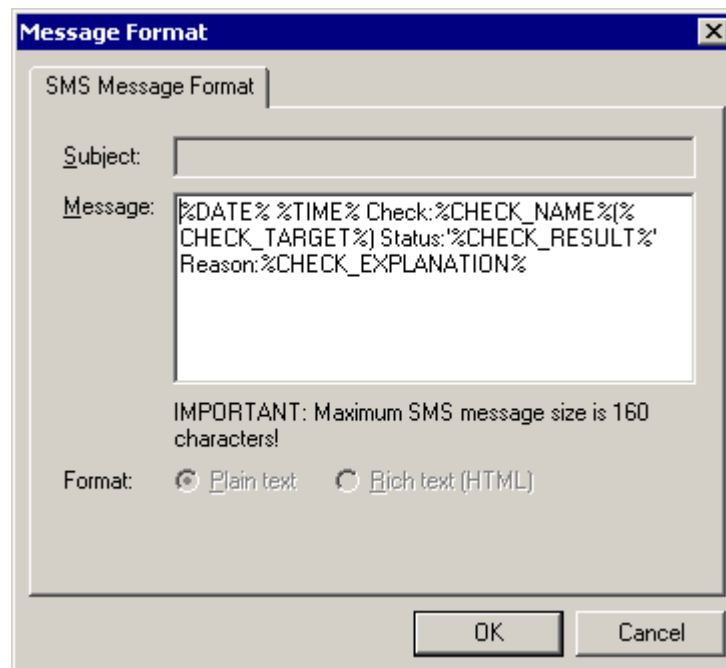 Message Format
SMS Message Format
Subject:
Message:
%DATE% %TIME% Check:%CHECK_NAME%(%
CHECK_TARGET%) Status:'%CHECK_RESULT%'
Reason:%CHECK_EXPLANATION%
IMPORTANT: Maximum SMS message size is 160
characters!
Format: Plain text Rich text (HTML)
OK Cancel